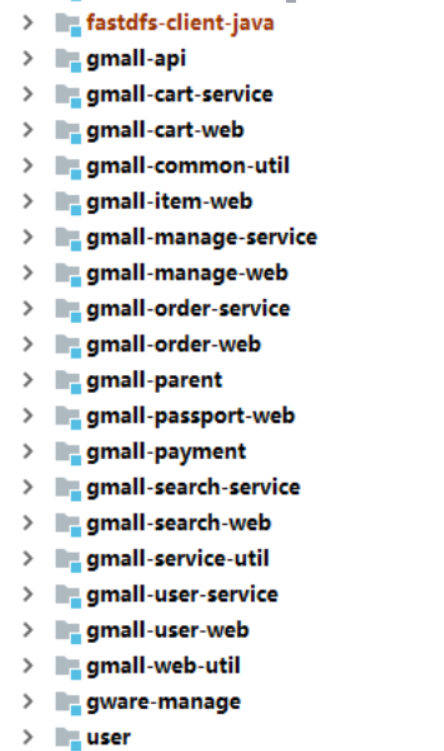 fastdfs-client-java
gmall-api
gmall-cart-service
gmall-cart-web
gmall-common-util
gmall-item-web
gmall-manage-service
gmall-manage-web
gmall-order-service
gmall-order-web
gmall-parent
gmall-passport-web
gmall-payment
gmall-search-service
gmall-search-web
gmall-service-util
gmall-user-service
gmall-user-web
gmall-web-util
gware-manage
user